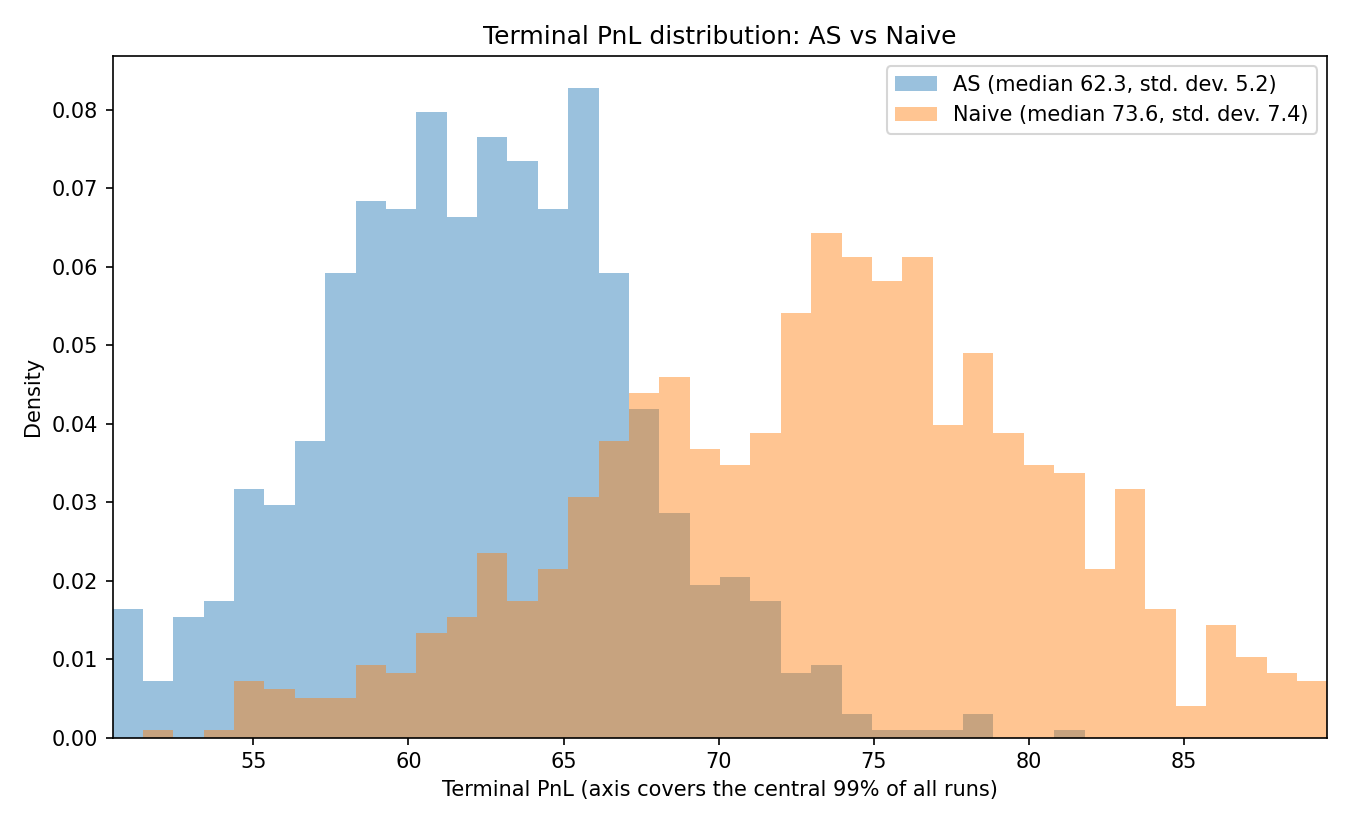 Terminal PnL distribution: AS vs Naive
AS (median 62.3, std. dev. 5.2)
Naive (median 73.6, std. dev. 7.4)
Density
0.08
0.07
0.06
0.05
0.04
0.03
0.02
0.01
0.00
55 60 65 70 75 80 85
Terminal PnL (axis covers the central 99% of all runs)